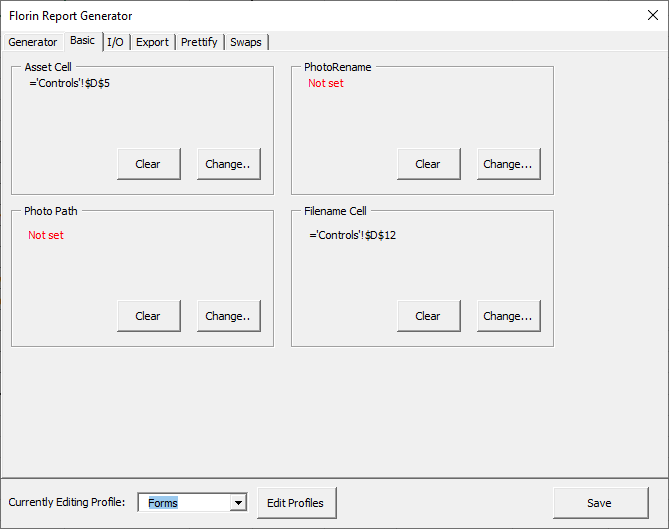 Florin Report Generator
Generator Basic I/O Export Prettify Swaps
Asset Cell
='Controls'!$D$5
Clear Change..
PhotoRename
Not set
Clear Change...
Photo Path
Not set
Clear Change..
Filename Cell
='Controls'!$D$12
Clear Change...
Currently Editing Profile: Forms Edit Profiles Save